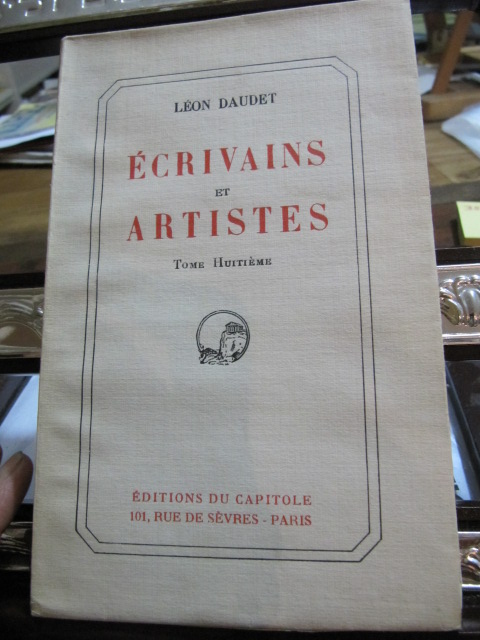 LÉON DAUDET
ÉCRIVAINS
ET
ARTISTES
TOME HUITIÈME
ÉDITIONS DU CAPITOLE
101, RUE DE SÈVRES - PARIS